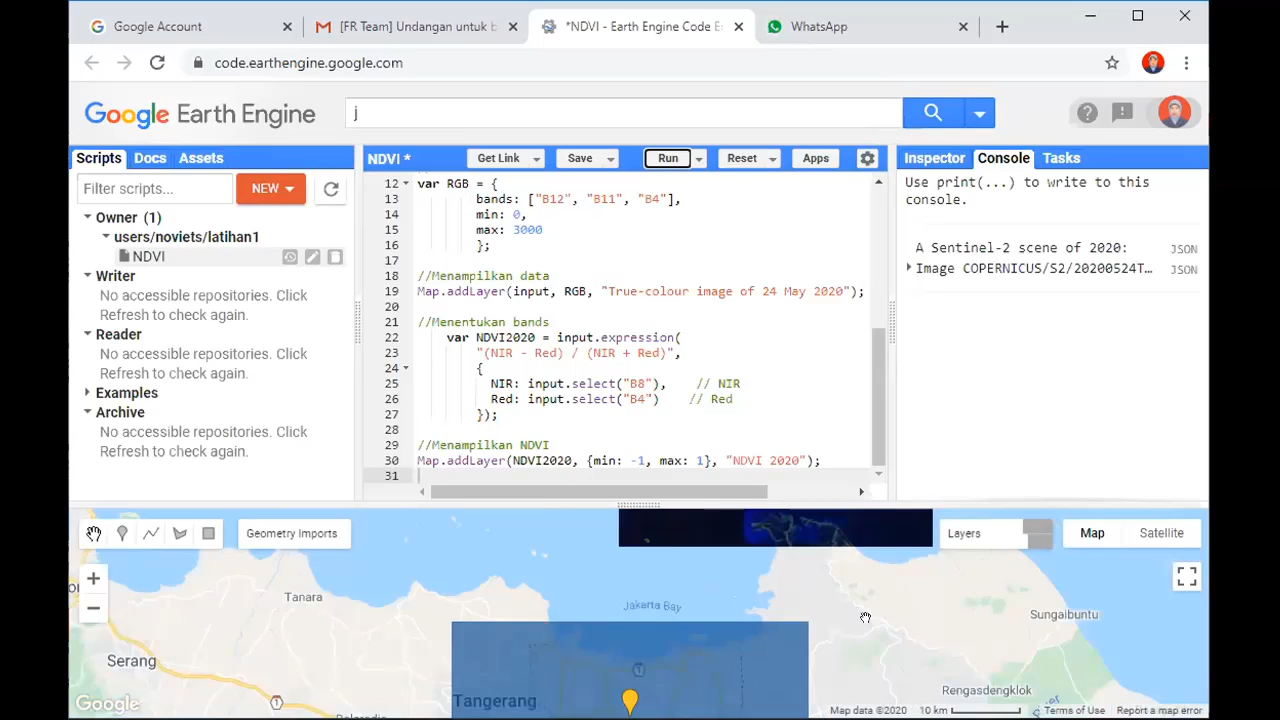 Google Account
[FR Team] Undangan untuk b
*NDVI - Earth Engine Code E
WhatsApp
code.earthengine.google.com
Google Earth Engine
j
Scripts Docs Assets
NDVI *
Get Link
Save
Run
Reset
Apps
Inspector Console Tasks
Filter scripts...
NEW
Owner (1)
users/noviets/latihan1
NDVI
Writer
No accessible repositories. Click
Refresh to check again.
Reader
No accessible repositories. Click
Refresh to check again.
Examples
Archive
No accessible repositories. Click
Refresh to check again.
12 var RGB = {
13 bands: ["B12", "B11", "B4"],
14 min: 0,
15 max: 3000
16 };
17
18 //Menampilkan data
19 Map.addLayer(input, RGB, "True-colour image of 24 May 2020");
20
21 //Menentukan bands
22 var NDVI2020 = input.expression(
23 "(NIR - Red) / (NIR + Red)",
24 {
25 NIR: input.select("B8"), // NIR
26 Red: input.select("B4") // Red
27 });
28
29 //Menampilkan NDVI
30 Map.addLayer(NDVI2020, {min: -1, max: 1}, "NDVI 2020");
31
Use print(...) to write to this
console.
A Sentinel-2 scene of 2020:
JSON
Image COPERNICUS/S2/20200524T...
JSON
Geometry Imports
Layers
Map
Satellite
+
−
Tanara
Jakarta Bay
Sungaibuntu
Serang
Tangerang
Rengasdengklok
1
1
Google
Map data ©2020
10 km
Terms of Use
Report a map error